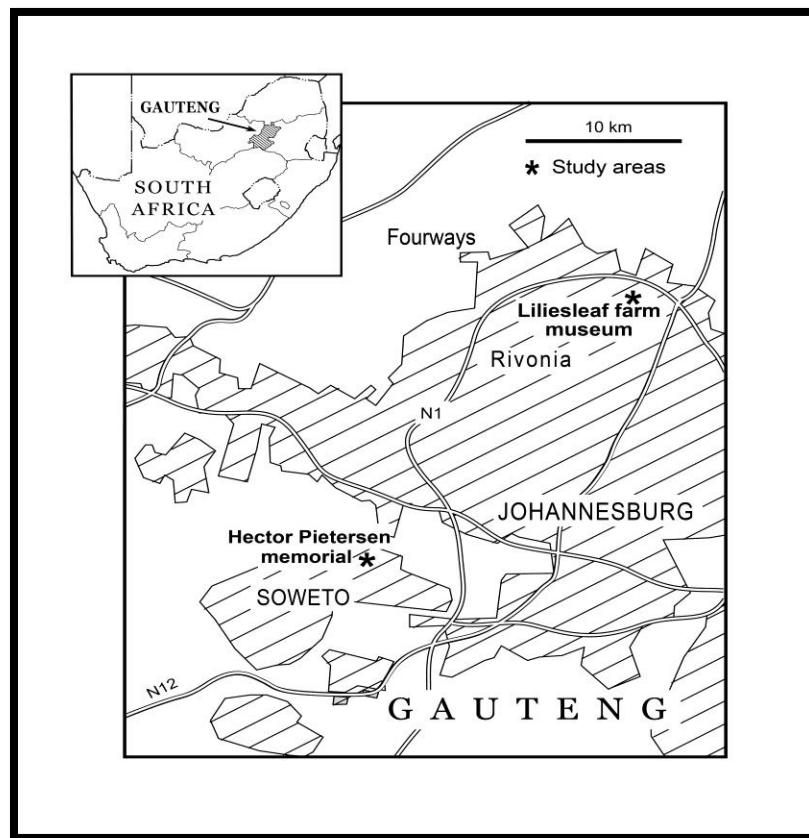 GAUTENG
SOUTH
AFRICA
10 km
* Study areas
Fourways
Liliesleaf farm
museum
Rivonia
N1
JOHANNESBURG
Hector Pietersen
memorial
SOWETO
N12
GAUTENG